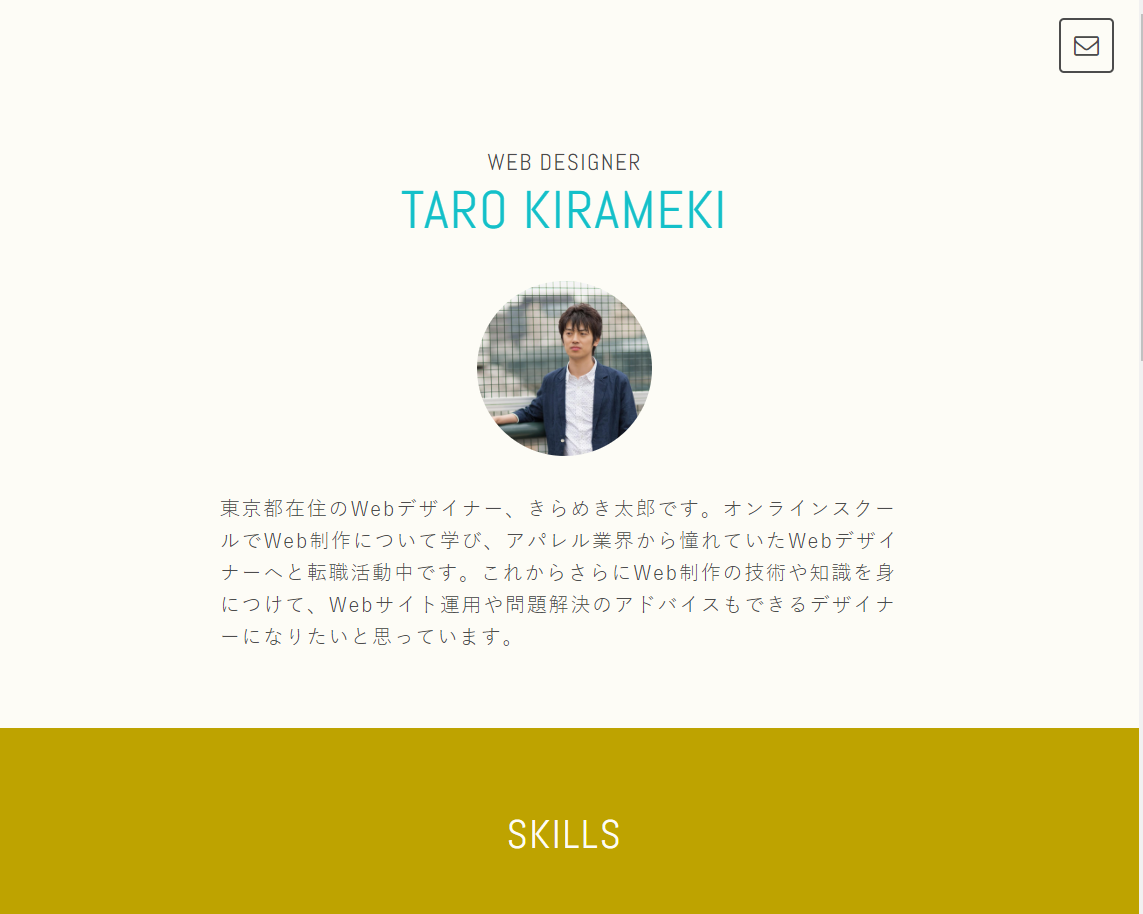 WEB DESIGNER
TARO KIRAMEKI
東京都在住のWebデザイナー、きらめき太郎です。オンラインスクー
ルでWeb制作について学び、アパレル業界から憧れていたWebデザイ
ナーへと転職活動中です。これからさらにWeb制作の技術や知識を身
につけて、Webサイト運用や問題解決のアドバイスもできるデザイナ
ーになりたいと思っています。
SKILLS